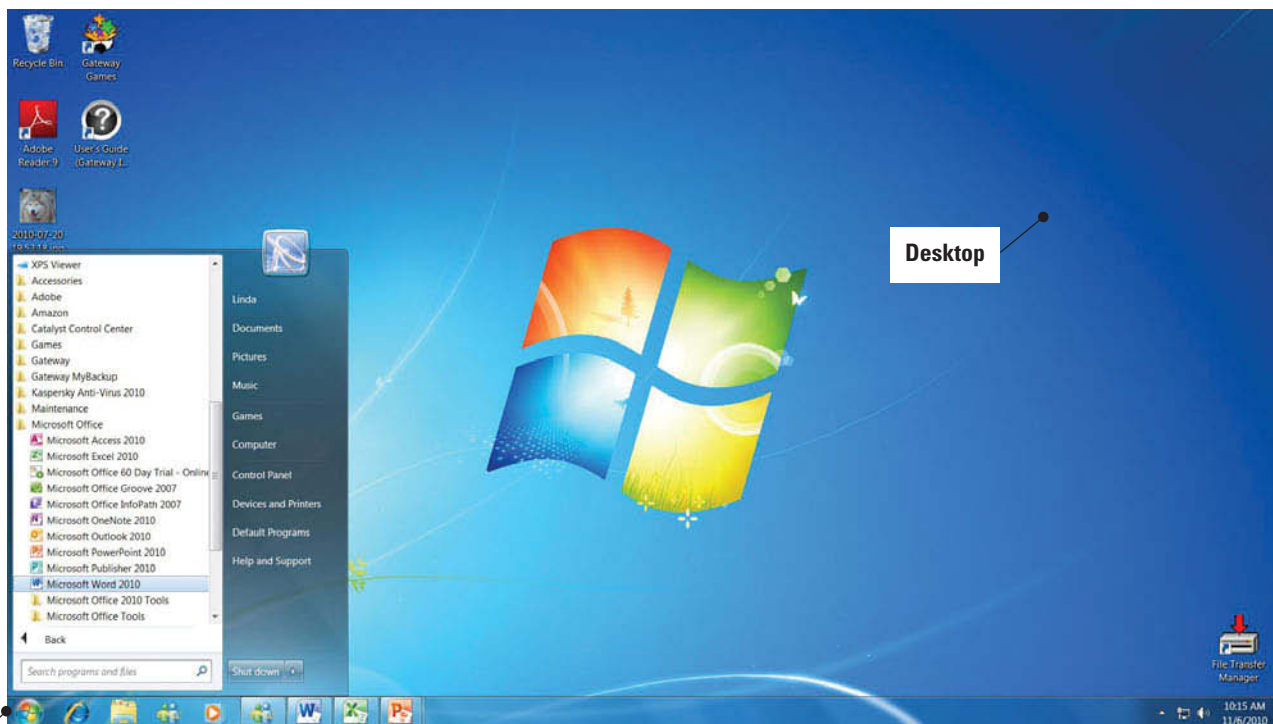 Recycle Bin
Gateway
Games
Adobe
Reader 9
User's Guide
(Gateway I...
2010-07-20
Desktop
XPS Viewer
Accessories
Adobe
Amazon
Catalyst Control Center
Games
Gateway
Gateway MyBackup
Kaspersky Anti-Virus 2010
Maintenance
Microsoft Office
Microsoft Access 2010
Microsoft Excel 2010
Microsoft Office 60 Day Trial - Online
Microsoft Office Groove 2007
Microsoft Office InfoPath 2007
Microsoft OneNote 2010
Microsoft Outlook 2010
Microsoft PowerPoint 2010
Microsoft Publisher 2010
Microsoft Word 2010
Microsoft Office 2010 Tools
Microsoft Office Tools
Back
Search programs and files
Linda
Documents
Pictures
Music
Games
Computer
Control Panel
Devices and Printers
Default Programs
Help and Support
Shut down
File Transfer
Manager
10:15 AM
11/6/2010